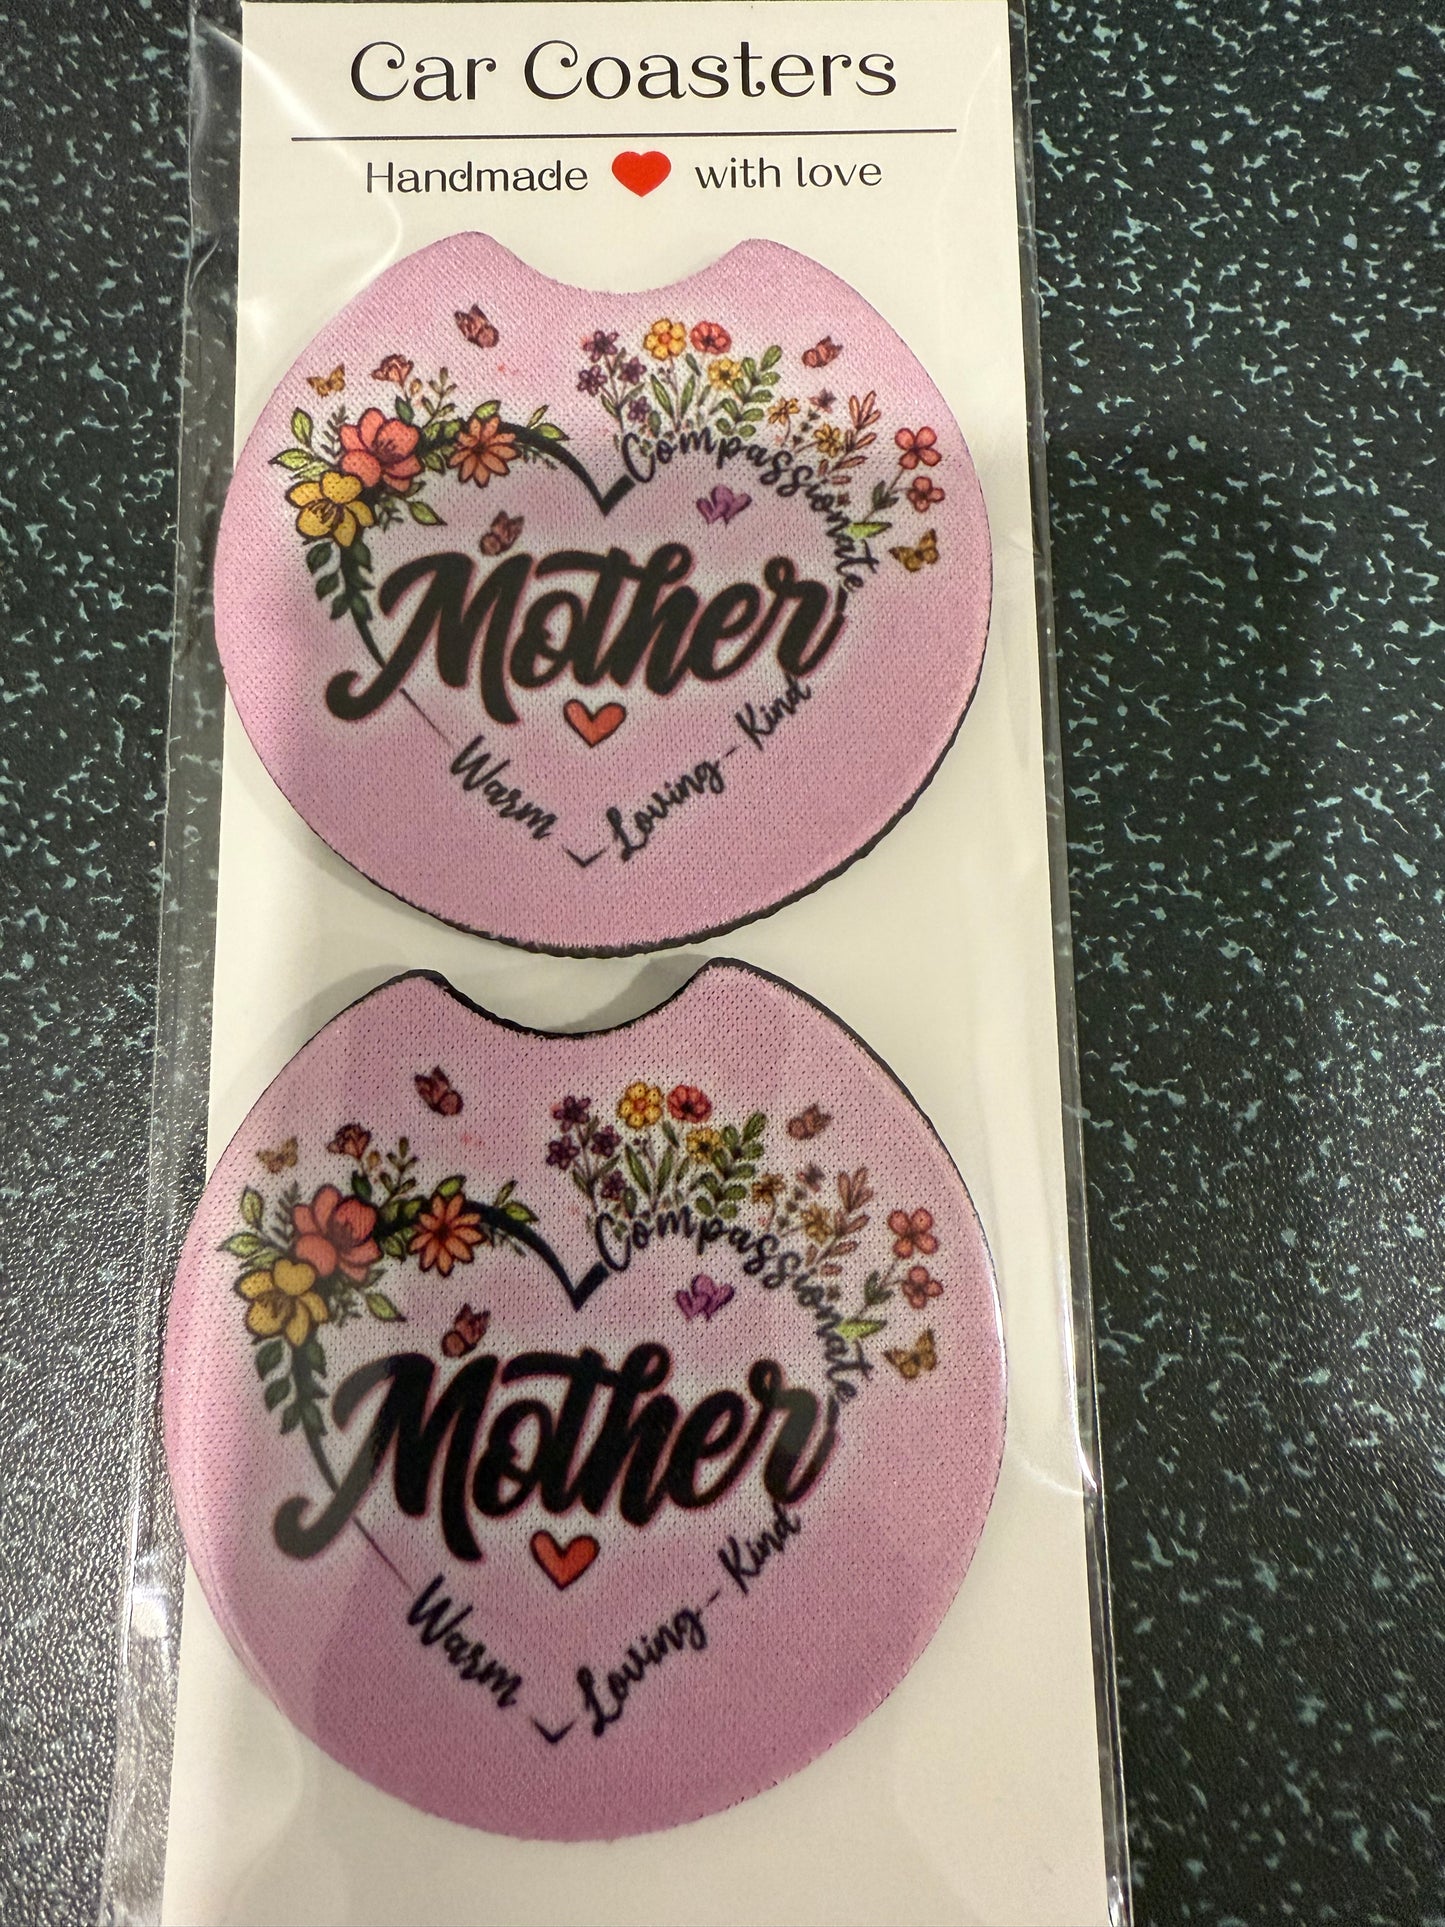 Car Coasters
Handmade with love
Compassionate
Mother
Warm - Loving - Kind
Compassionate
Mother
Warm - Loving - Kind